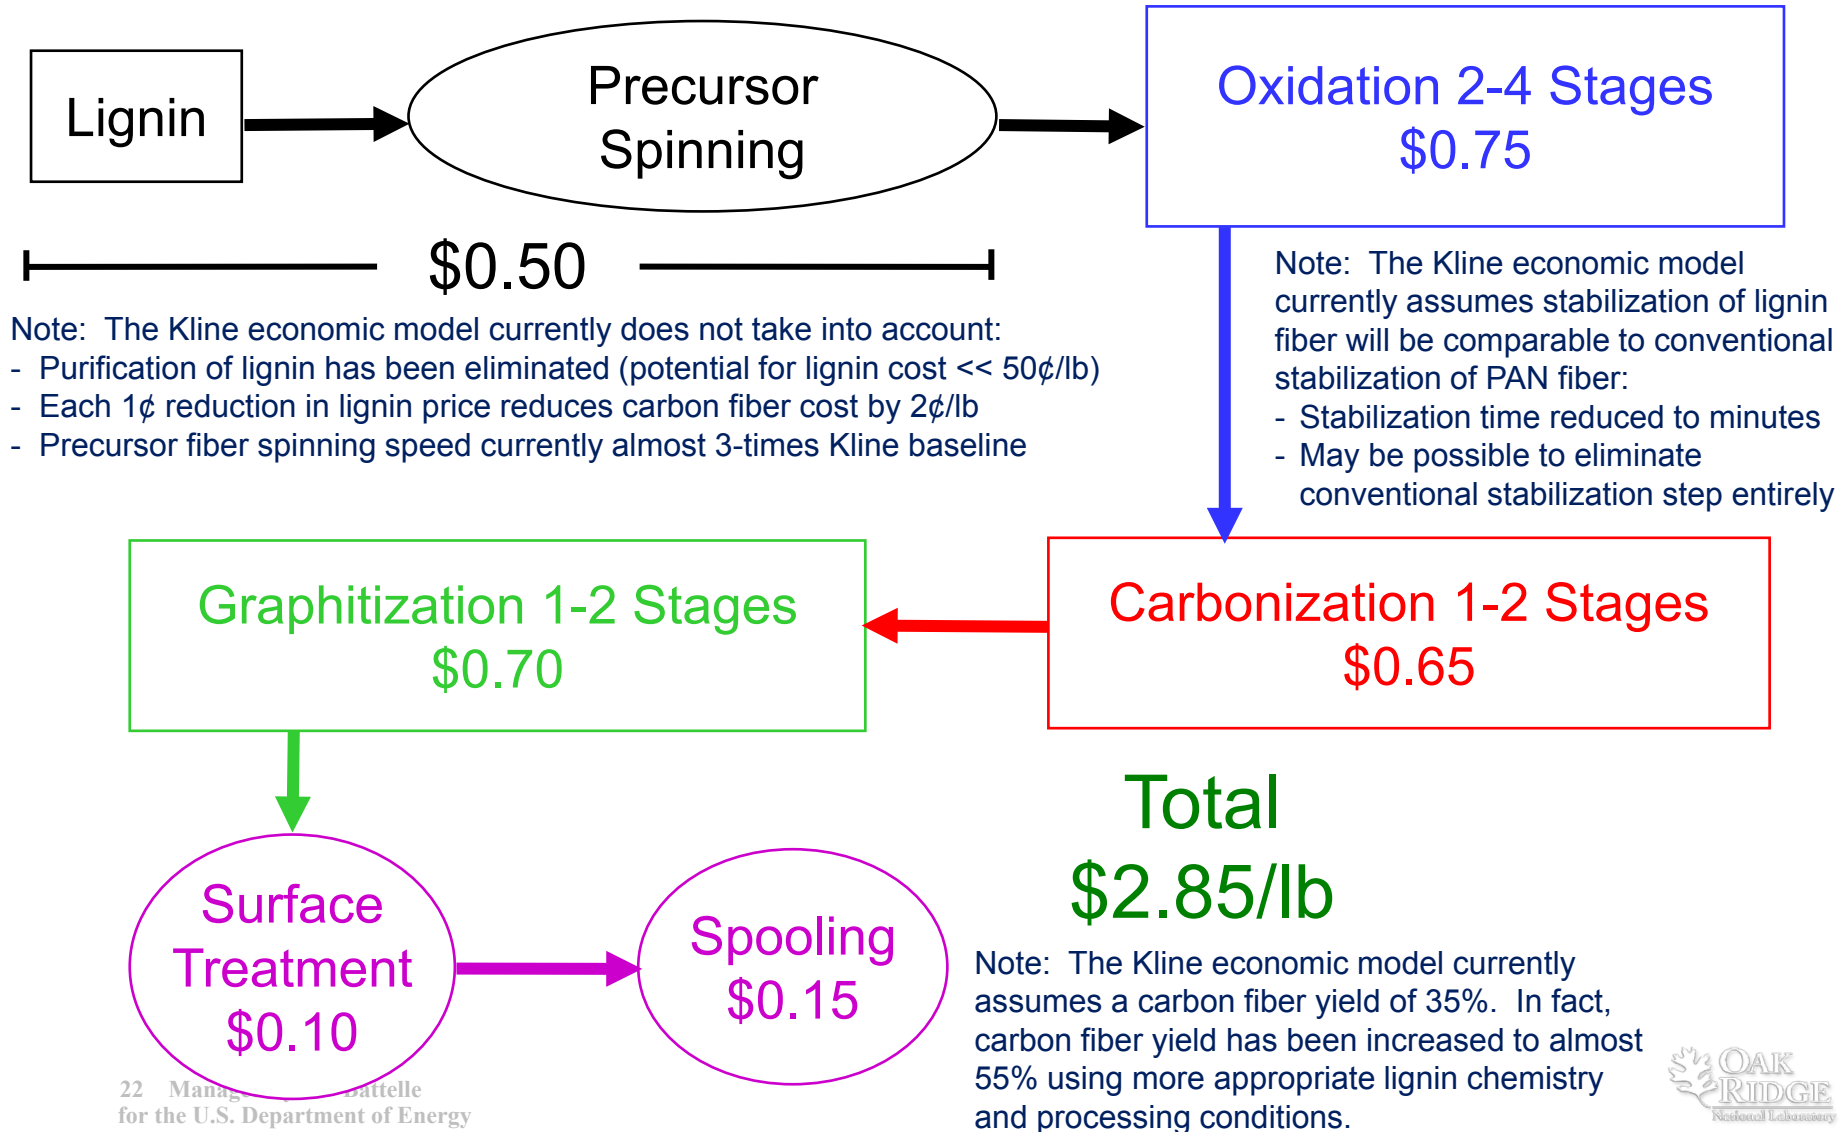 Lignin
Precursor
Spinning
Oxidation 2-4 Stages
$0.75
$0.50
Note:  The Kline economic model currently does not take into account:
- Purification of lignin has been eliminated (potential for lignin cost << 50¢/lb)
- Each 1¢ reduction in lignin price reduces carbon fiber cost by 2¢/lb
- Precursor fiber spinning speed currently almost 3-times Kline baseline
Note:  The Kline economic model
currently assumes stabilization of lignin
fiber will be comparable to conventional
stabilization of PAN fiber:
- Stabilization time reduced to minutes
- May be possible to eliminate
conventional stabilization step entirely
Carbonization 1-2 Stages
$0.65
Graphitization 1-2 Stages
$0.70
Surface
Treatment
$0.10
Spooling
$0.15
Total
$2.85/lb
Note:  The Kline economic model currently
assumes a carbon fiber yield of 35%.  In fact,
carbon fiber yield has been increased to almost
55% using more appropriate lignin chemistry
and processing conditions.
22
for the U.S. Department of Energy
OAK
RIDGE
National Laboratory